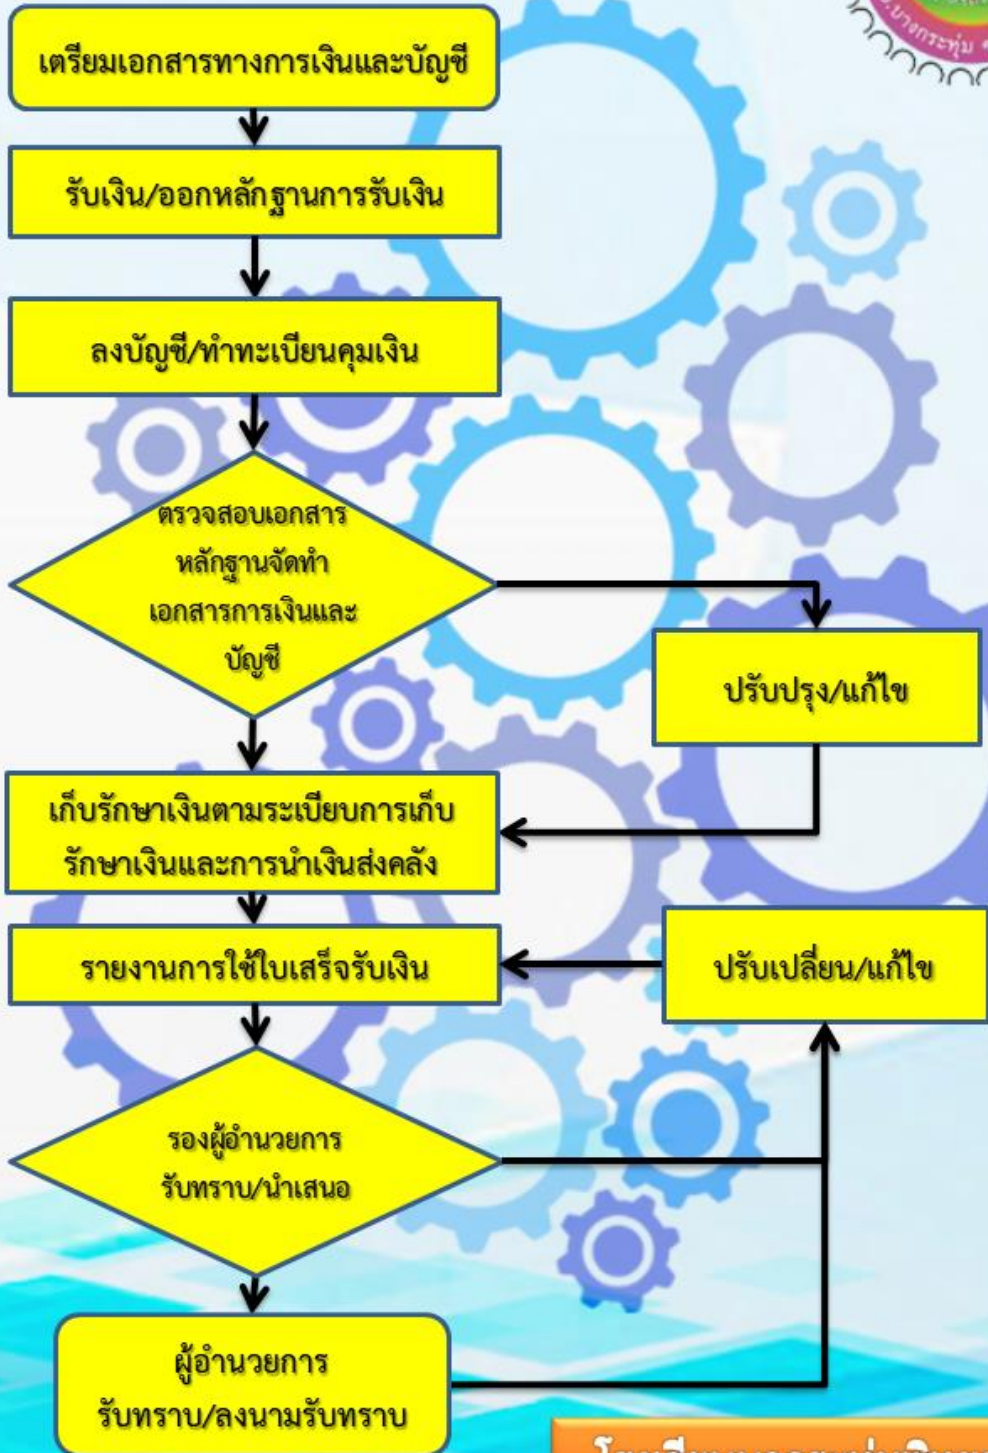 บางกระทุ่ม
เตรียมเอกสารทางการเงินและบัญชี
รับเงิน/ออกหลักฐานการรับเงิน
ลงบัญชี/ทำทะเบียนคุมเงิน
ตรวจสอบเอกสาร
หลักฐานจัดทำ
เอกสารการเงินและ
บัญชี
ปรับปรุง/แก้ไข
เก็บรักษาเงินตามระเบียบการเก็บ
รักษาเงินและการนำเงินส่งคลัง
รายงานการใช้ใบเสร็จรับเงิน
ปรับเปลี่ยน/แก้ไข
รองผู้อำนวยการ
รับทราบ/นำเสนอ
ผู้อำนวยการ
รับทราบ/ลงนามรับทราบ